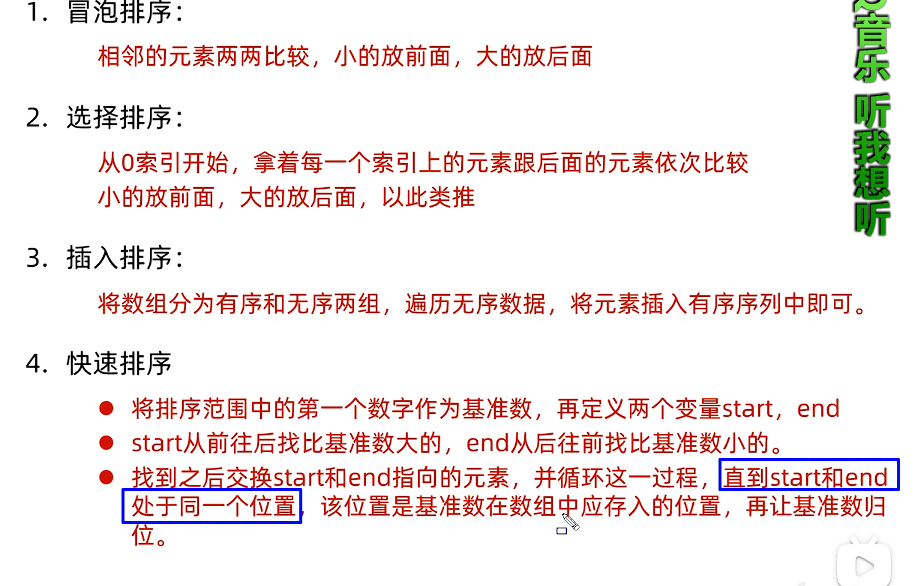 1. 冒泡排序：
相邻的元素两两比较，小的放前面，大的放后面
2. 选择排序：
从0索引开始，拿着每一个索引上的元素跟后面的元素依次比较
小的放前面，大的放后面，以此类推
3. 插入排序：
将数组分为有序和无序两组，遍历无序数据，将元素插入有序序列中即可。
4. 快速排序
● 将排序范围中的第一个数字作为基准数，再定义两个变量start，end
● start从前往后找比基准数大的，end从后往前找比基准数小的。
● 找到之后交换start和end指向的元素，并循环这一过程，直到start和end
处于同一个位置，该位置是基准数在数组中应存入的位置，再让基准数归
位。
音乐 听我想听